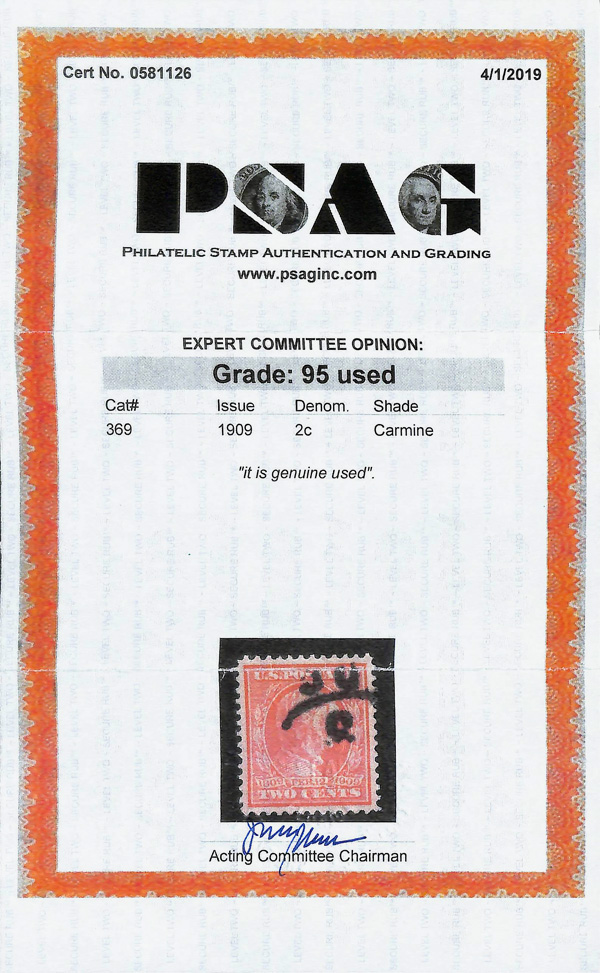 Cert No. 0581126 4/1/2019
PSAG
PHILATELIC STAMP AUTHENTICATION AND GRADING
www.psaginc.com
EXPERT COMMITTEE OPINION:
Grade: 95 used
Cat# Issue Denom. Shade
369 1909 2c Carmine
"it is genuine used".
U.S. POSTAGE
TWO CENTS
Acting Committee Chairman